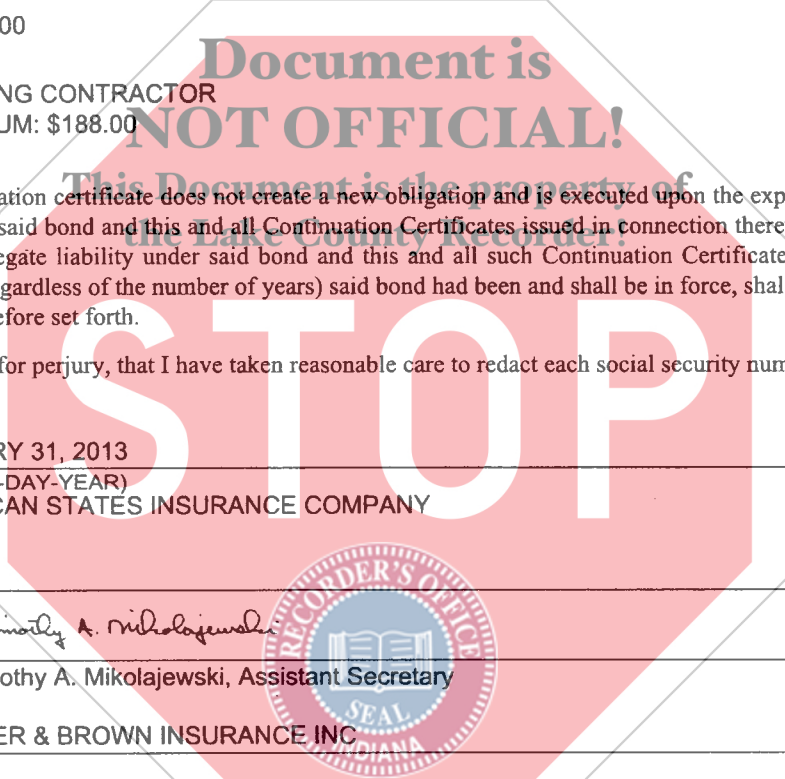 00
Document is
NG CONTRACTOR
UM: $188.00
NOT OFFICIAL!
This Document is the property of
ation certificate does not create a new obligation and is executed upon the exp
said bond and this and all Continuation Certificates issued in connection there
the Lake County Recorder!
egate liability under said bond and this and all such Continuation Certificate
gardless of the number of years) said bond had been and shall be in force, shal
efore set forth.
for perjury, that I have taken reasonable care to redact each social security num
STOP
RY 31, 2013
-DAY-YEAR)
CAN STATES INSURANCE COMPANY
RECORDER'S OFFICE
mothy A. Mikolajewski
othy A. Mikolajewski, Assistant Secretary
SEAL
ER & BROWN INSURANCE INC
INDIANA